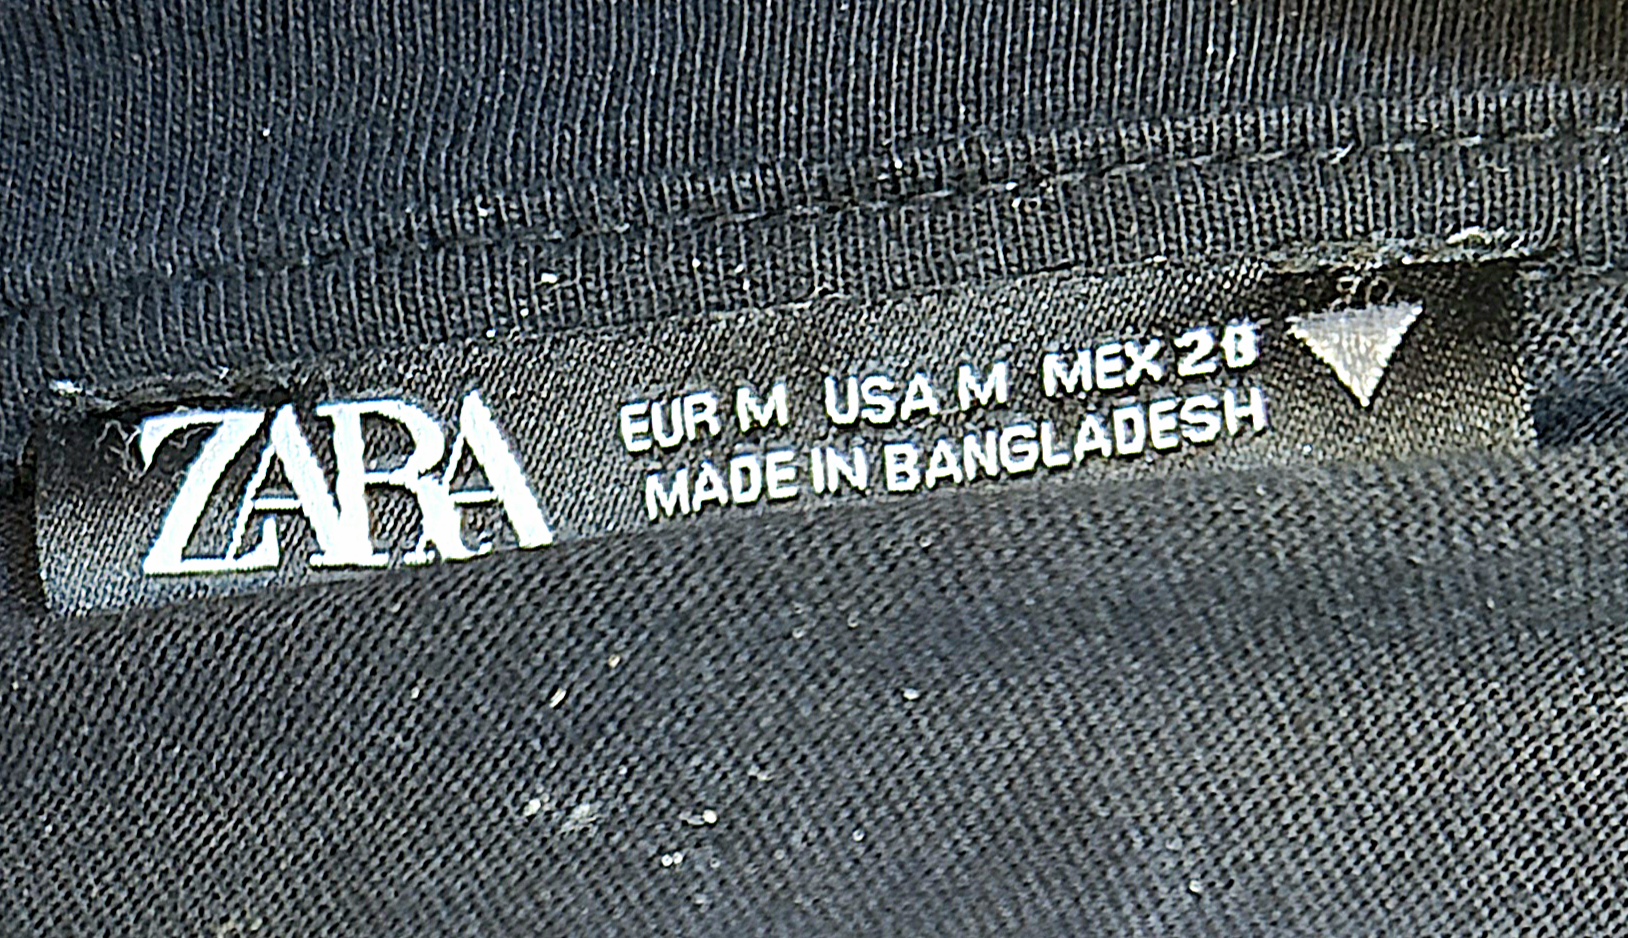 ZARA
EUR M USA M MEX 28
MADE IN BANGLADESH